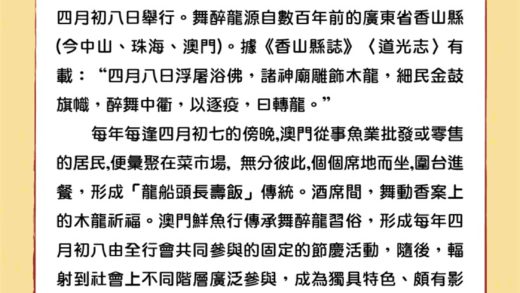 四月初八日舉行。舞醉龍源自數百年前的廣東省香山縣
(今中山、珠海、澳門)。據《香山縣誌》〈道光志〉有
載：“四月八日浮屠浴佛，諸神廟雕飾木龍，細民金鼓
旗幟，醉舞中衢，以逐疫，曰轉龍。”
每年每逢四月初七的傍晚,澳門從事魚業批發或零售
的居民,便彙聚在菜市場, 無分彼此,個個席地而坐,圍台進
餐，形成「龍船頭長壽飯」傳統。酒席間，舞動香案上
的木龍祈福。澳門鮮魚行傳承舞醉龍習俗，形成每年四
月初八由全行會共同參與的固定的節慶活動，隨後，輻
射到社會上不同階層廣泛參與，成為獨具特色、頗有影